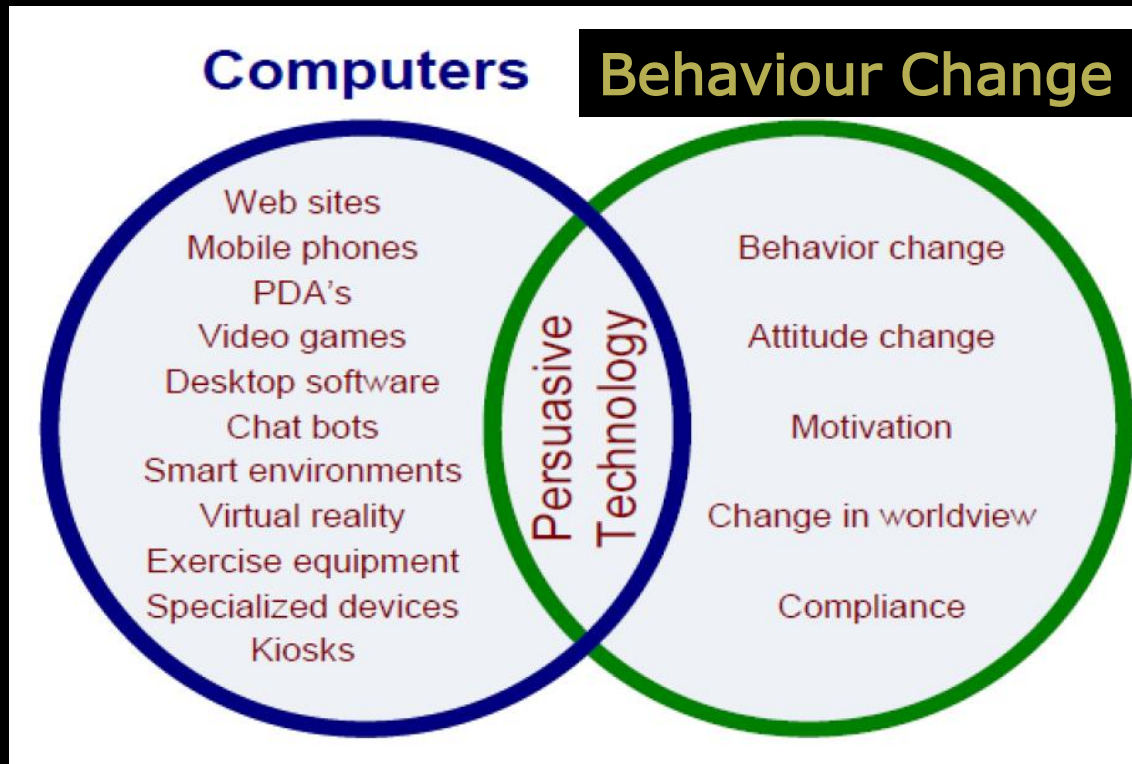 Computers
Behaviour Change
Web sites
Mobile phones
PDA's
Video games
Desktop software
Chat bots
Smart environments
Virtual reality
Exercise equipment
Specialized devices
Kiosks
Persuasive
Technology
Behavior change
Attitude change
Motivation
Change in worldview
Compliance